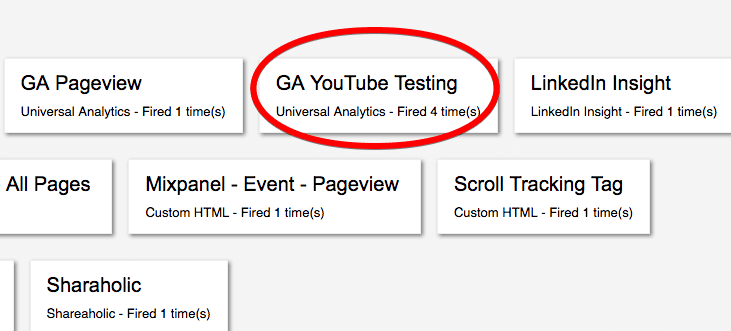 GA Pageview
Universal Analytics - Fired 1 time(s)
GA YouTube Testing
Universal Analytics - Fired 4 time(s)
LinkedIn Insight
LinkedIn Insight - Fired 1 time(s)
All Pages
Mixpanel - Event - Pageview
Custom HTML - Fired 1 time(s)
Scroll Tracking Tag
Custom HTML - Fired 1 time(s)
Sharaholic
Shareaholic - Fired 1 time(s)